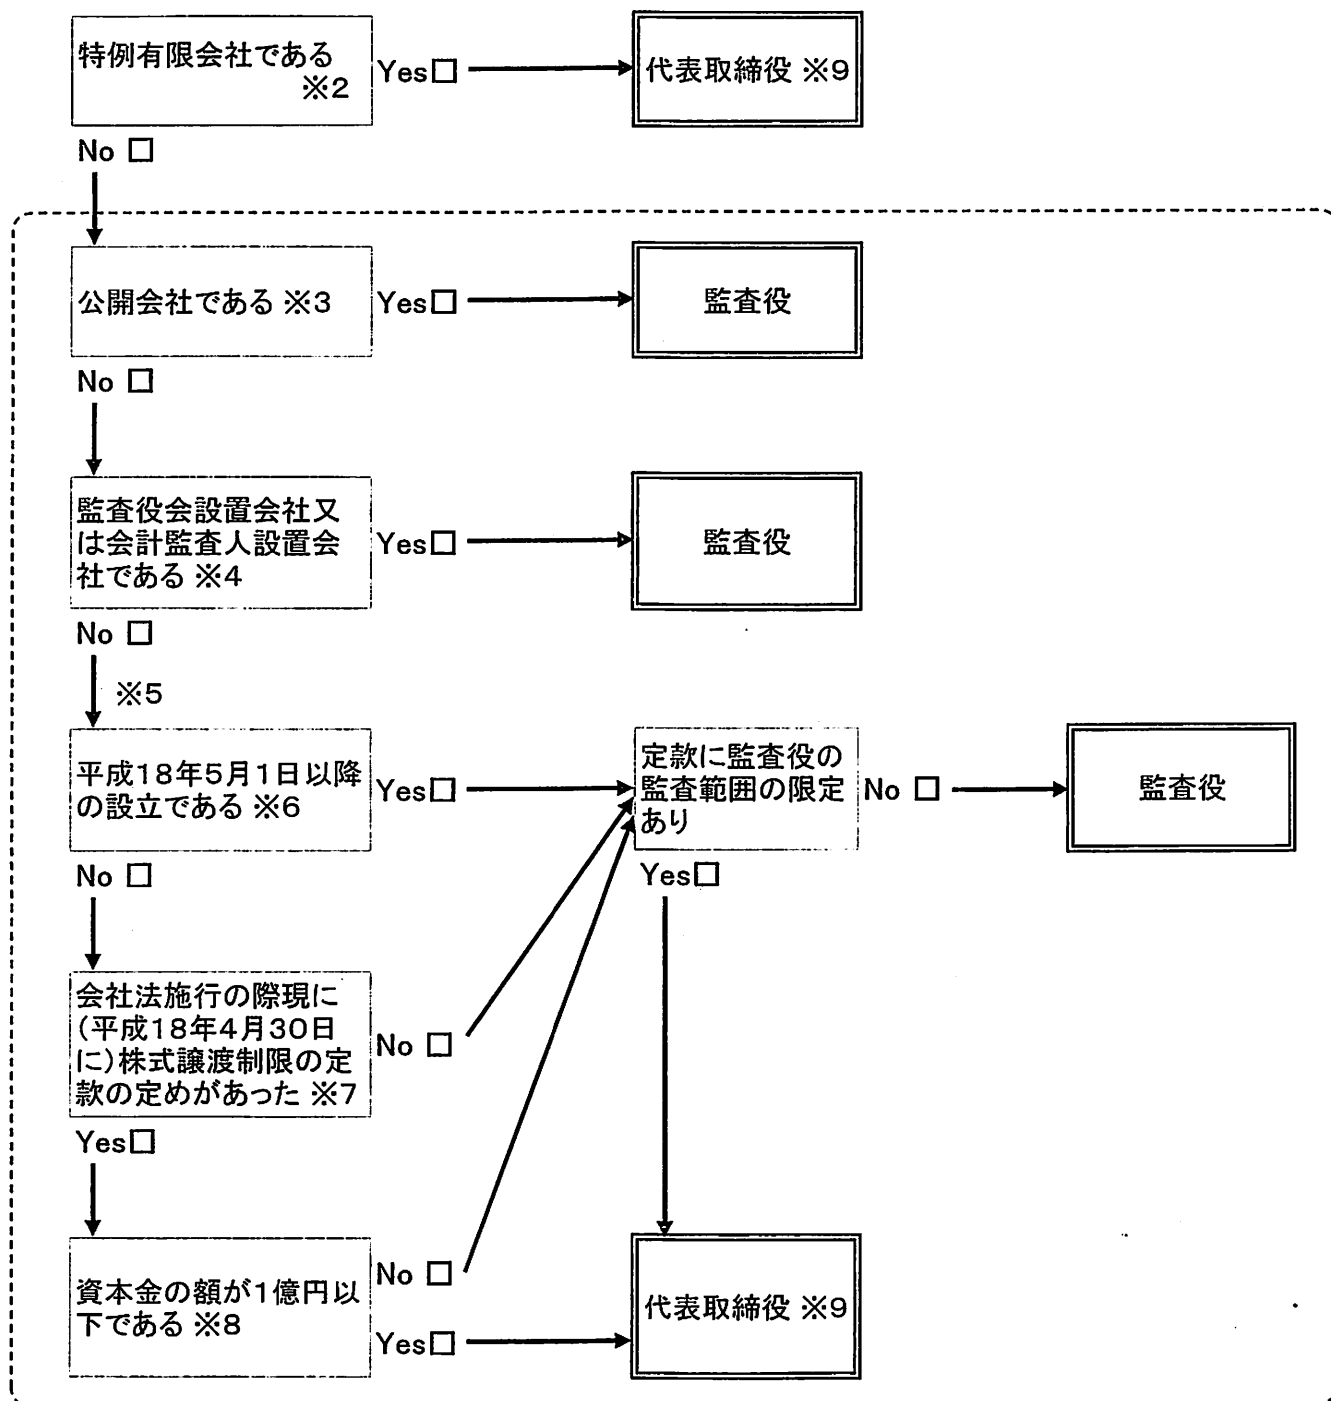 特例有限会社である
※2
Yes□
代表取締役 ※9
No □
公開会社である ※3
Yes□
監査役
No □
監査役会設置会社又
は会計監査人設置会
社である ※4
Yes□
監査役
No □
※5
平成18年5月1日以降
の設立である ※6
Yes□
定款に監査役の
監査範囲の限定
あり
No □
監査役
No □
Yes□
会社法施行の際現に
(平成18年4月30日
に)株式譲渡制限の定
款の定めがあった ※7
No □
Yes□
資本金の額が1億円以
下である ※8
No □
Yes□
代表取締役 ※9